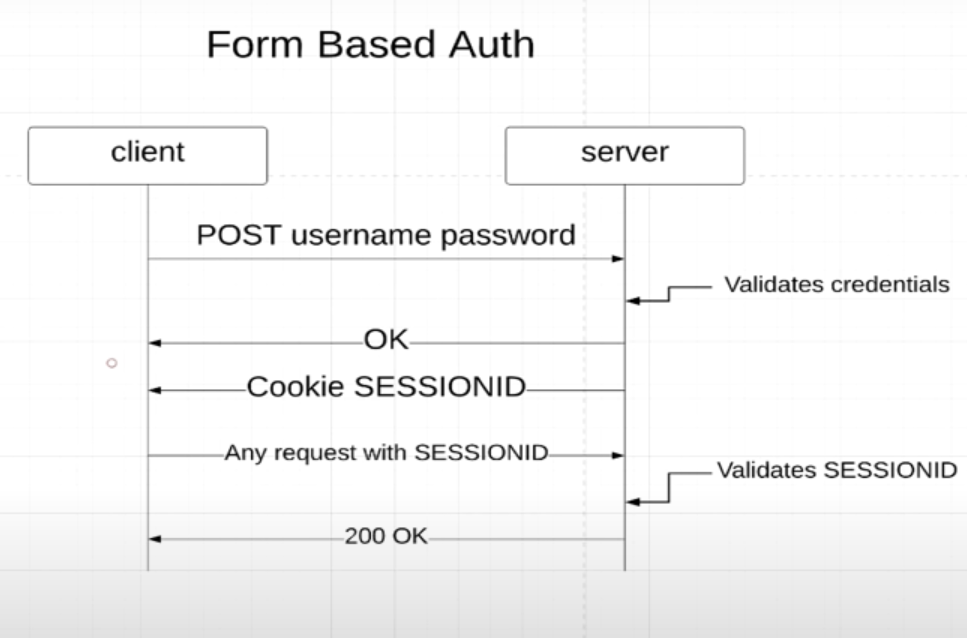 Form Based Auth
client
server
POST username password
Validates credentials
OK
Cookie SESSIONID
Any request with SESSIONID
Validates SESSIONID
200 OK